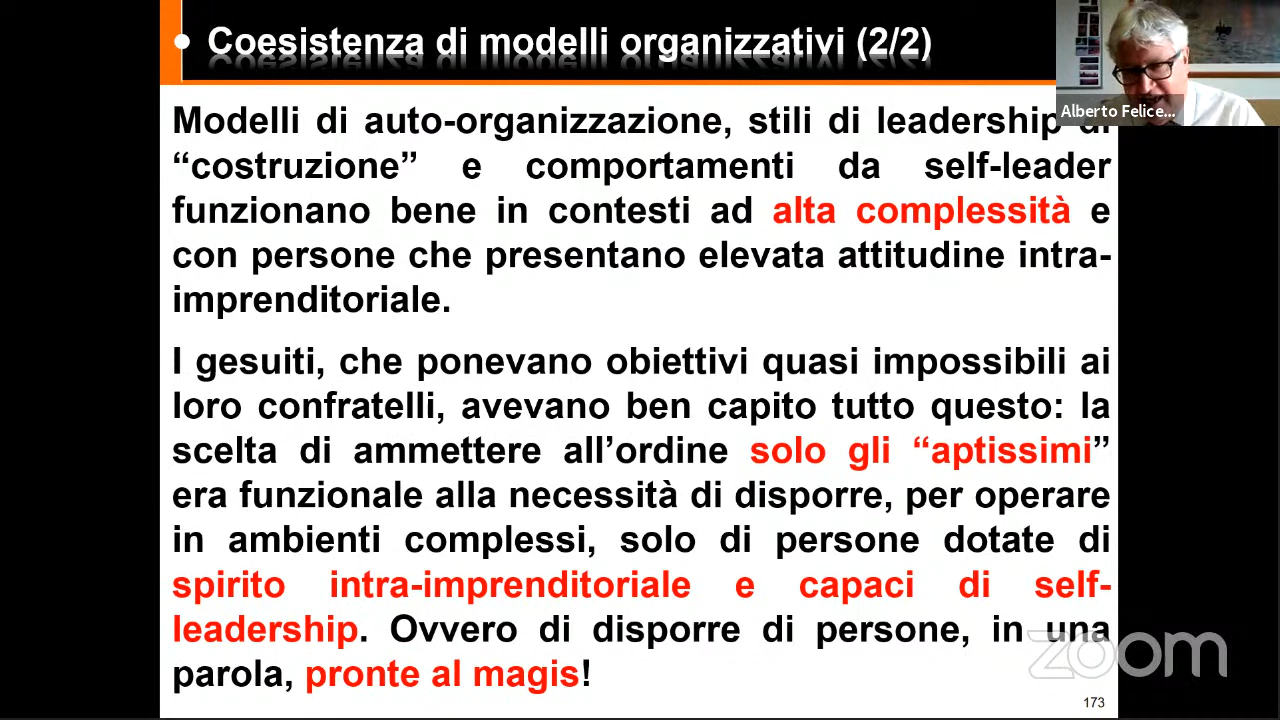 • Coesistenza di modelli organizzativi (2/2)
Alberto Felice...
Modelli di auto-organizzazione, stili di leadership di
“costruzione” e comportamenti da self-leader
funzionano bene in contesti ad alta complessità e
con persone che presentano elevata attitudine intra-
imprenditoriale.
I gesuiti, che ponevano obiettivi quasi impossibili ai
loro confratelli, avevano ben capito tutto questo: la
scelta di ammettere all’ordine solo gli “aptissimi”
era funzionale alla necessità di disporre, per operare
in ambienti complessi, solo di persone dotate di
spirito intra-imprenditoriale e capaci di self-
leadership. Ovvero di disporre di persone, in una
parola, pronte al magis!
zoom
173